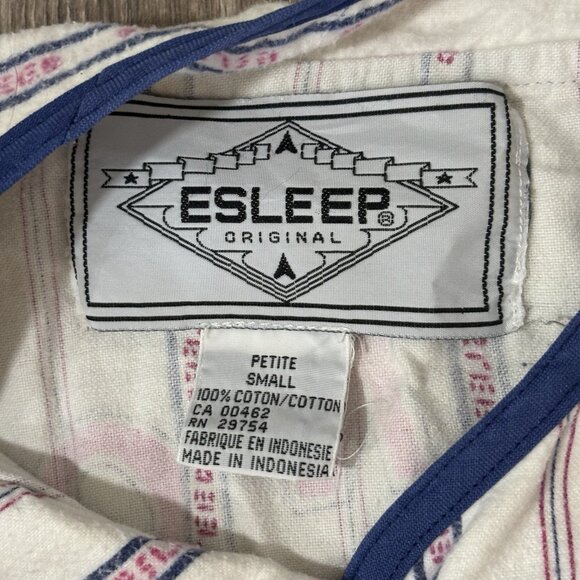 ESLEEP®
ORIGINAL
PETITE
SMALL
100% COTON/COTTON
CA 00462
RN 29754
FABRIQUE EN INDONESIE
MADE IN INDONESIA